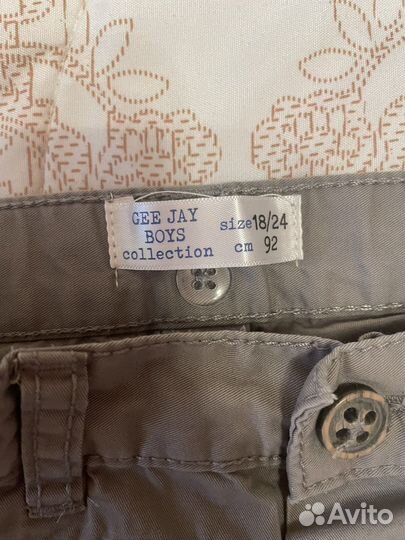 GEE JAY
BOYS
collection
size 18/24
cm 92
Avito